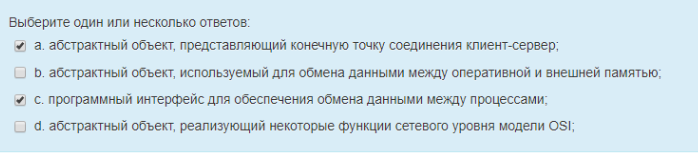 Выберите один или несколько ответов:
a. абстрактный объект, представляющий конечную точку соединения клиент-сервер;
b. абстрактный объект, используемый для обмена данными между оперативной и внешней памятью;
c. программный интерфейс для обеспечения обмена данными между процессами;
d. абстрактный объект, реализующий некоторые функции сетевого уровня модели OSI;